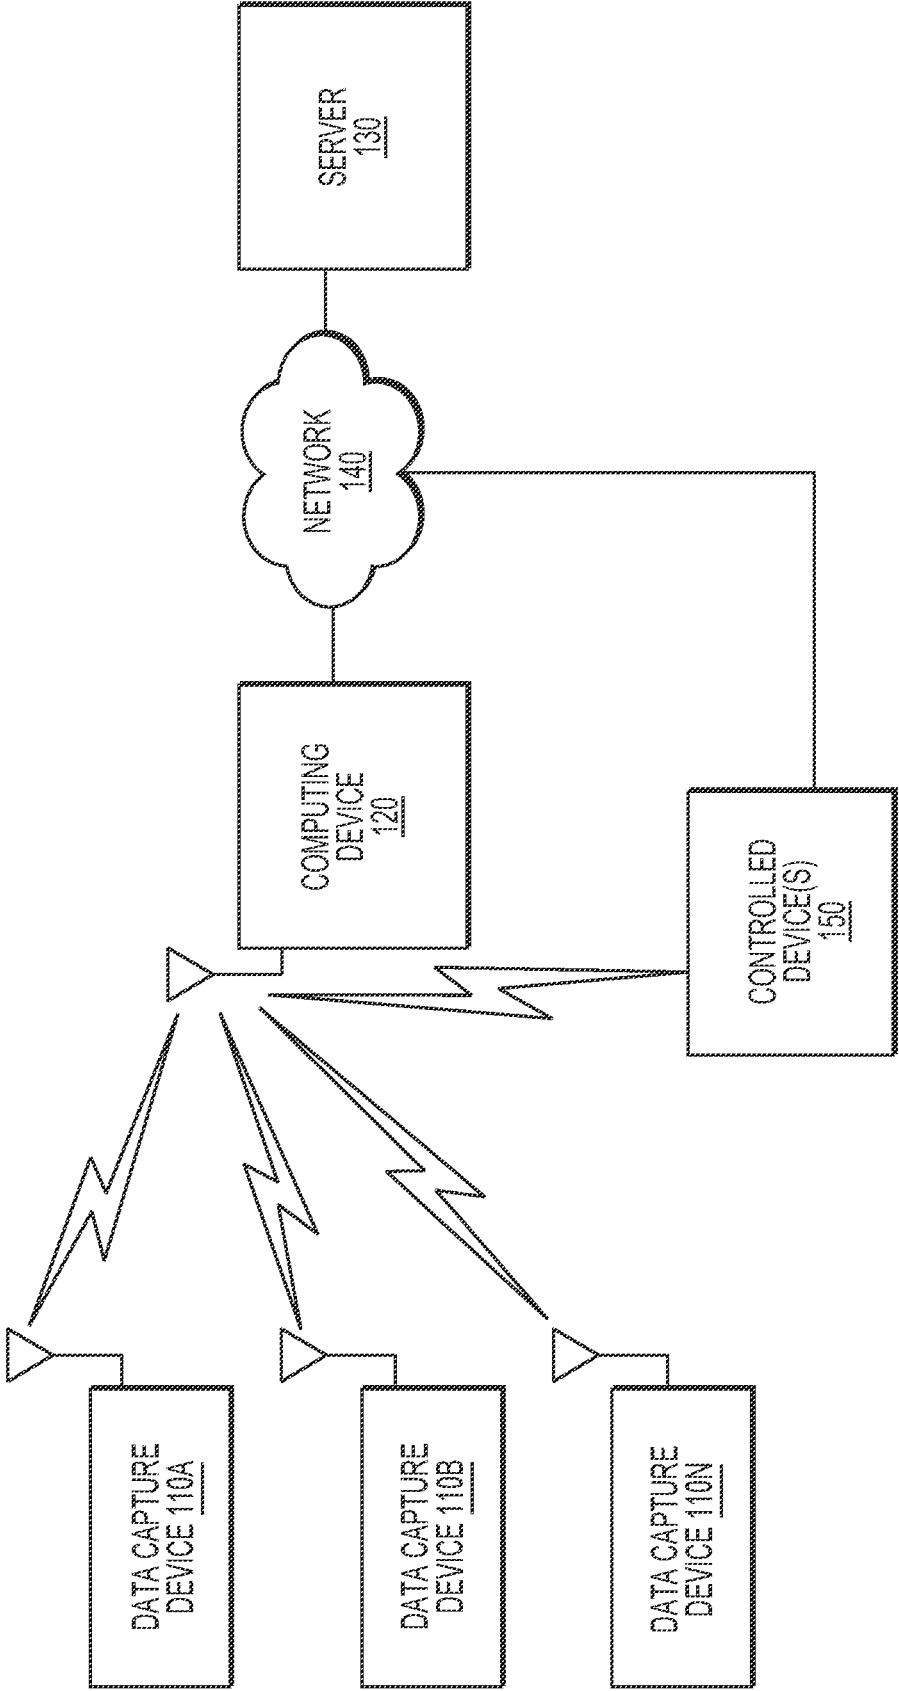 DATA CAPTURE
DEVICE 110A
DATA CAPTURE
DEVICE 110B
DATA CAPTURE
DEVICE 110N
COMPUTING
DEVICE
120
NETWORK
140
SERVER
130
CONTROLLED
DEVICE(S)
150